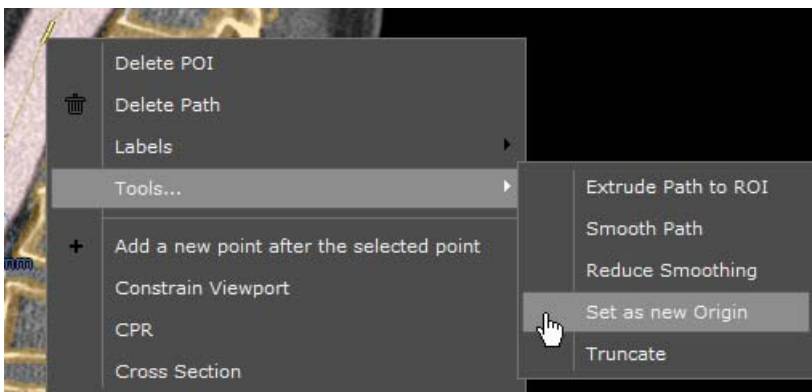 Delete POI
Delete Path
Labels
Tools...
Extrude Path to ROI
Smooth Path
Add a new point after the selected point
Reduce Smoothing
mm
Constrain Viewport
Set as new Origin
CPR
Truncate
Cross Section